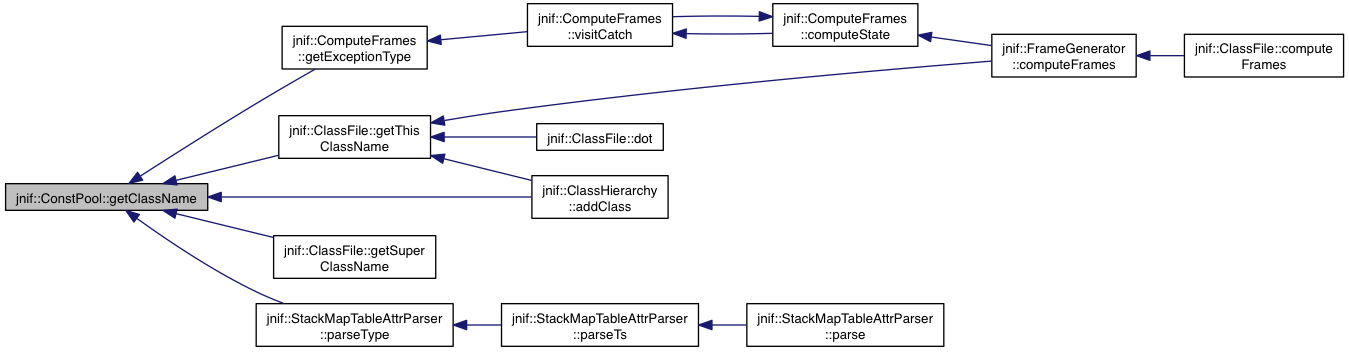 jnif::ConstPool::getClassName
jnif::ComputeFrames
::getExceptionType
jnif::ComputeFrames
::visitCatch
jnif::ComputeFrames
::computeState
jnif::FrameGenerator
::computeFrames
jnif::ClassFile::compute
Frames
jnif::ClassFile::getThis
ClassName
jnif::ClassFile::dot
jnif::ClassHierarchy
::addClass
jnif::ClassFile::getSuper
ClassName
jnif::StackMapTableAttrParser
::parseType
jnif::StackMapTableAttrParser
::parseTs
jnif::StackMapTableAttrParser
::parse